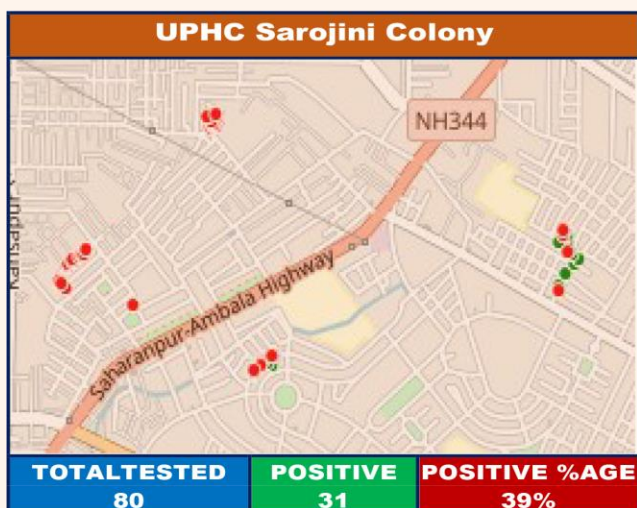 UPHC Sarojini Colony
NH344
Saharanpur-Ambala Highway
TOTALTESTED
80
POSITIVE
31
POSITIVE %AGE
39%